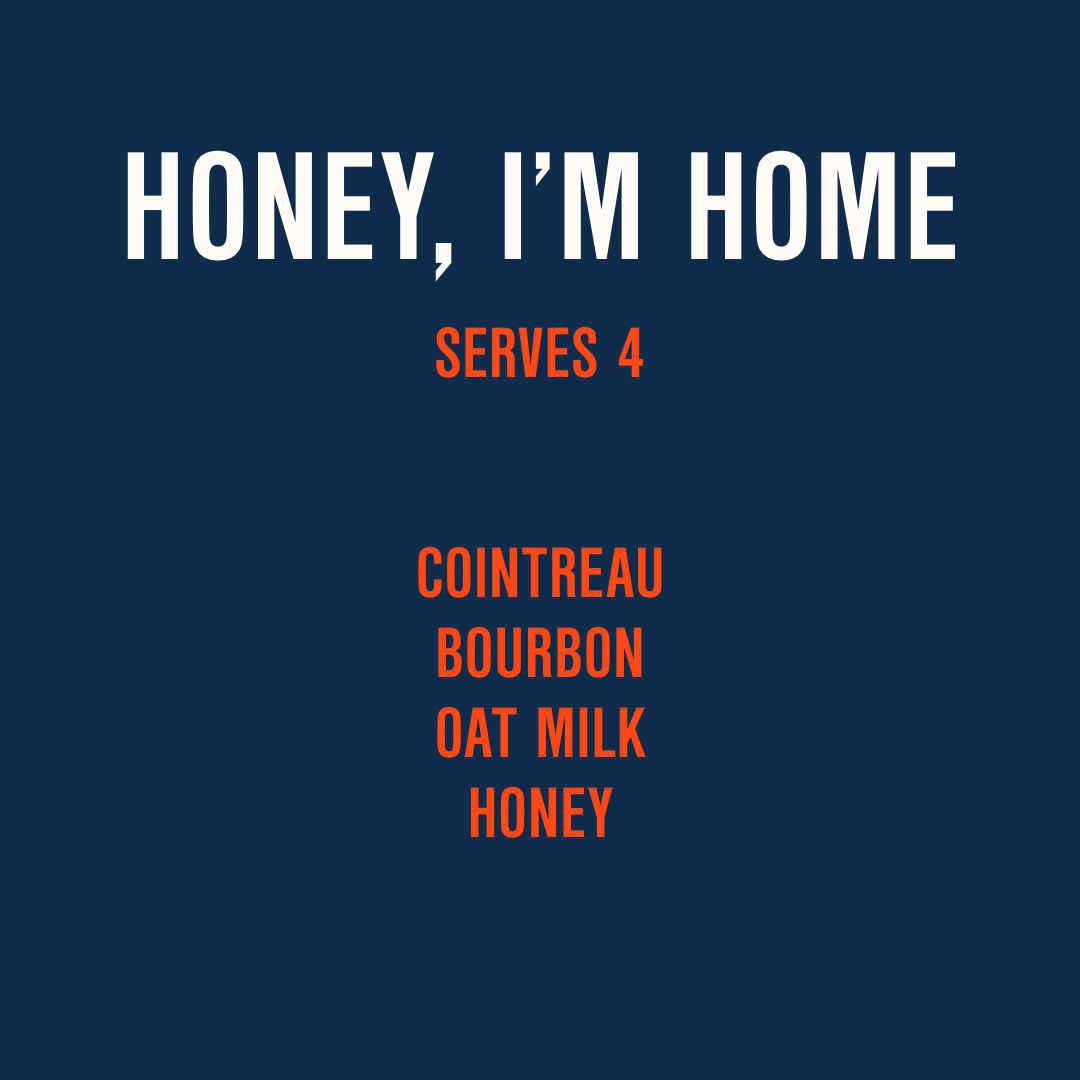 HONEY, I’M HOME
SERVES 4
COINTREAU
BOURBON
OAT MILK
HONEY